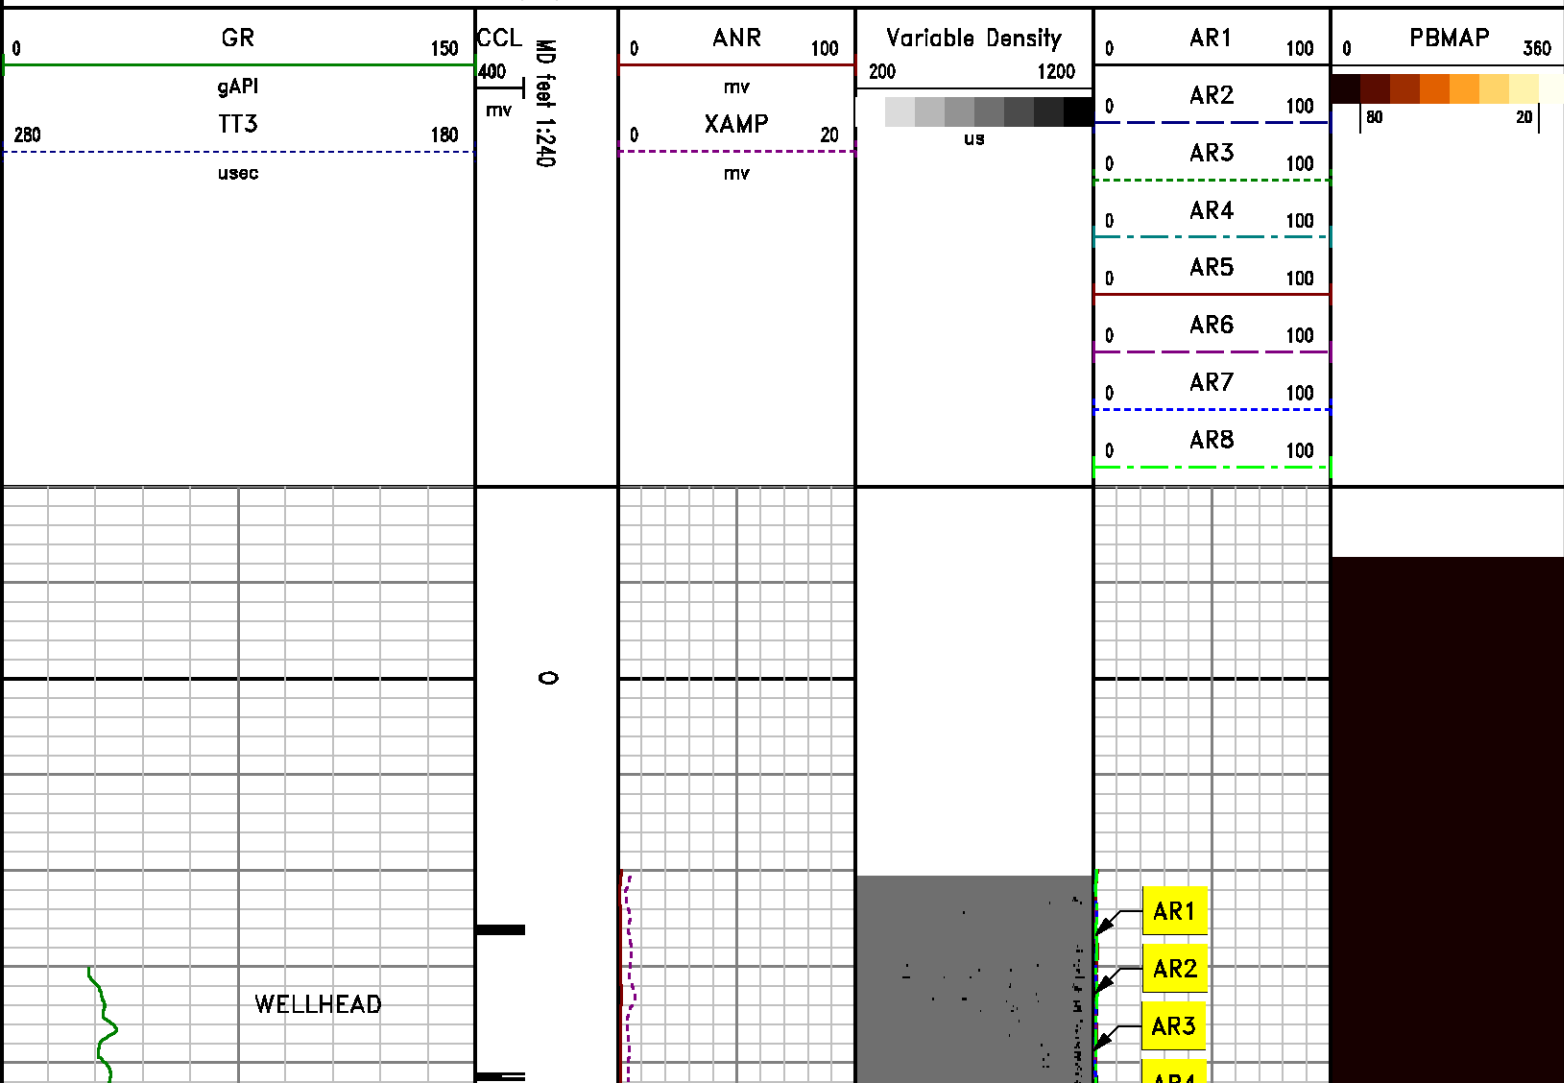 GR
0 150
gAPI
TT3
280 180
usec
CCL
400
mv
MD feet 1:240
ANR
0 100
mv
XAMP
0 20
mv
Variable Density
200 1200
us
AR1
0 100
AR2
0 100
AR3
0 100
AR4
0 100
AR5
0 100
AR6
0 100
AR7
0 100
AR8
0 100
PBMAP
0 360
80 20
0
AR1
AR2
WELLHEAD
AR3
AR4